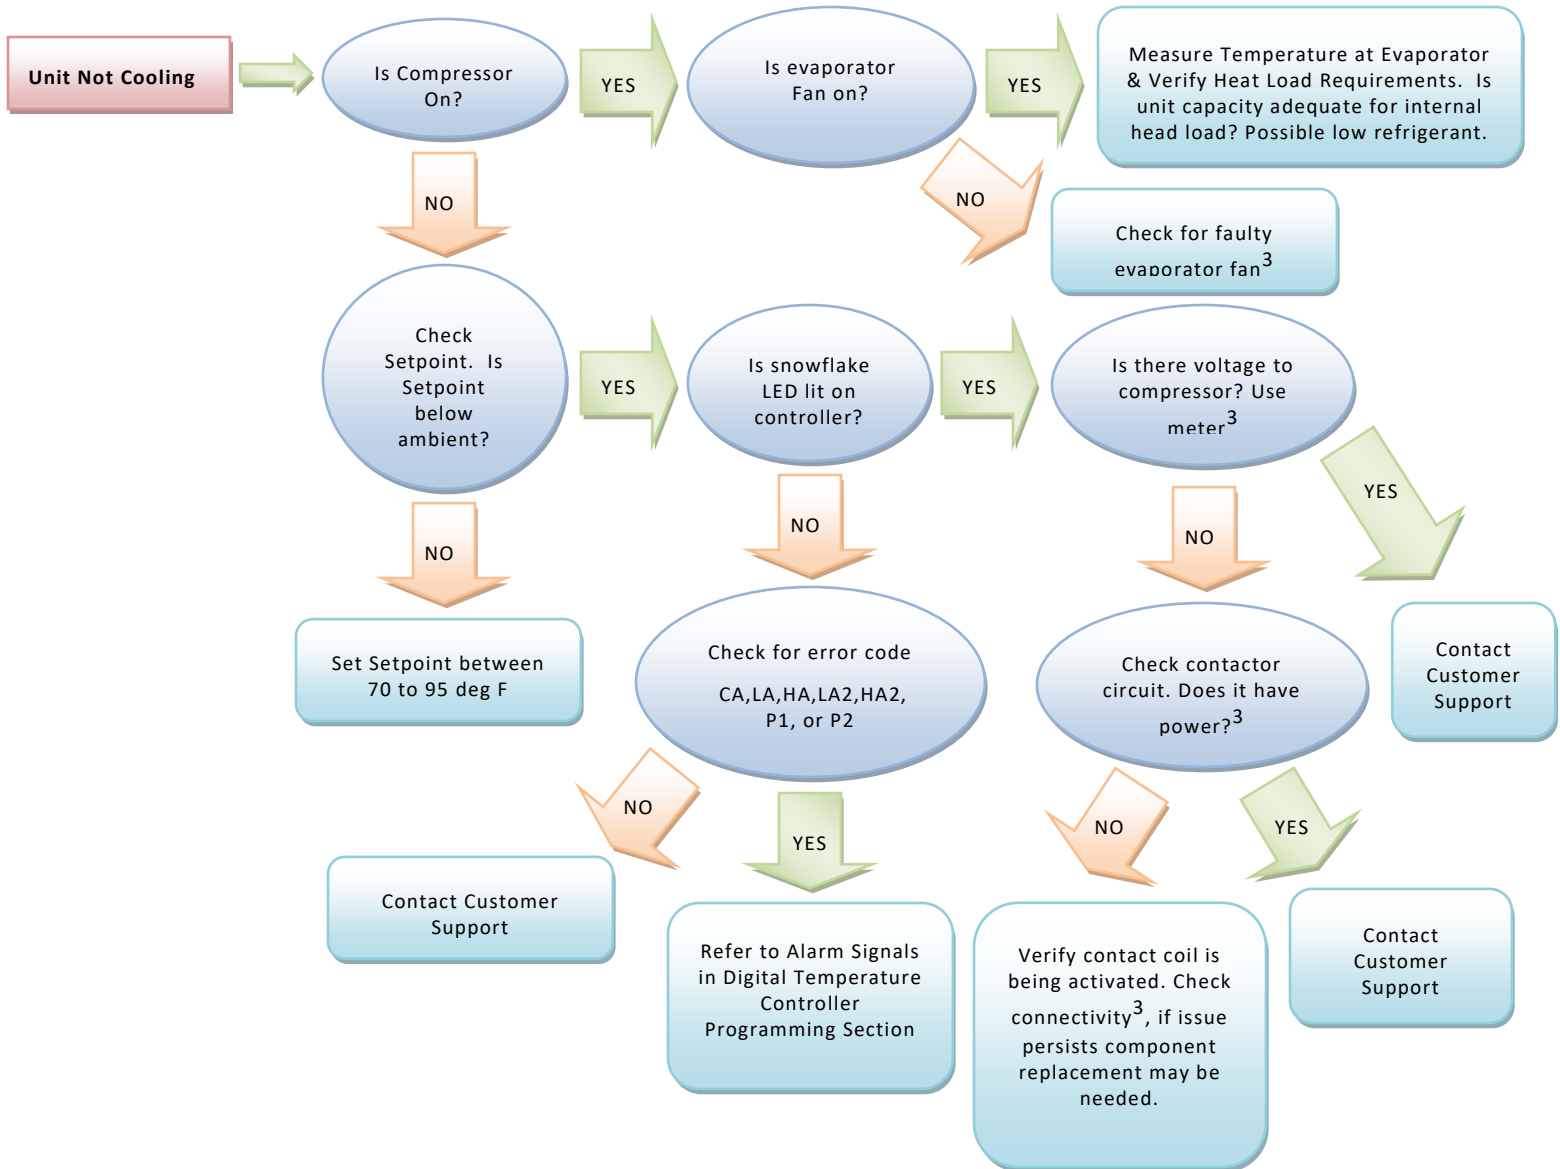 Unit Not Cooling
Is Compressor
On?
YES
Is evaporator
Fan on?
YES
Measure Temperature at Evaporator
& Verify Heat Load Requirements. Is
unit capacity adequate for internal
head load? Possible low refrigerant.
NO
NO
Check for faulty
evaporator fan3
Check
Setpoint. Is
Setpoint
below
ambient?
YES
Is snowflake
LED lit on
controller?
YES
Is there voltage to
compressor? Use
meter3
YES
NO
NO
NO
Set Setpoint between
70 to 95 deg F
Check for error code
CA,LA,HA,LA2,HA2,
P1, or P2
Check contactor
circuit. Does it have
power?3
Contact
Customer
Support
NO
YES
NO
YES
Contact Customer
Support
Refer to Alarm Signals
in Digital Temperature
Controller
Programming Section
Verify contact coil is
being activated. Check
connectivity3, if issue
persists component
replacement may be
needed.
Contact
Customer
Support